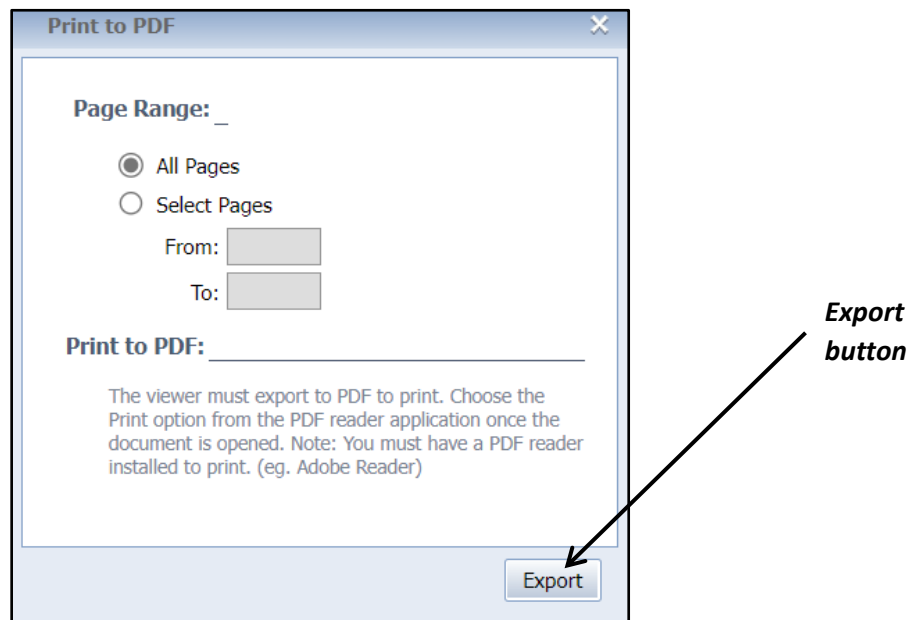 Print to PDF
Page Range:
All Pages
Select Pages
From:
To:
Export
button
Print to PDF:
The viewer must export to PDF to print. Choose the
Print option from the PDF reader application once the
document is opened. Note: You must have a PDF reader
installed to print. (eg. Adobe Reader)
Export